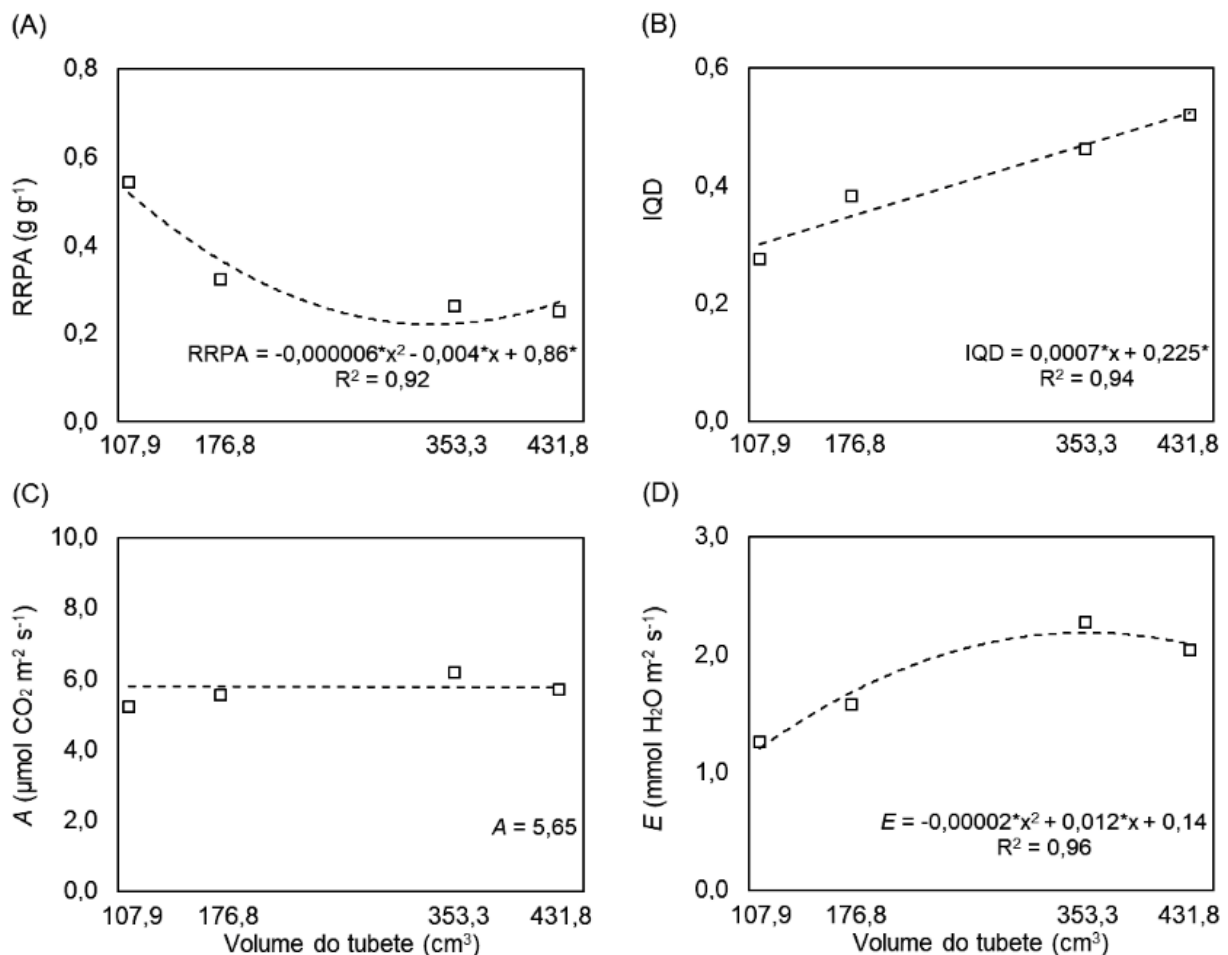 (A)
0,8
0,6
0,4
0,2
0,0
RRPA (g g⁻¹)
RRPA = -0,000006*x² - 0,004*x + 0,86*
R² = 0,92
107,9 176,8 353,3 431,8
(B)
0,6
0,4
0,2
0,0
IQD
IQD = 0,0007*x + 0,225*
R² = 0,94
107,9 176,8 353,3 431,8
(C)
10,0
8,0
6,0
4,0
2,0
0,0
A (µmol CO₂ m⁻² s⁻¹)
A = 5,65
107,9 176,8 353,3 431,8
Volume do tubete (cm³)
(D)
3,0
2,0
1,0
0,0
E (mmol H₂O m⁻² s⁻¹)
E = -0,00002*x² + 0,012*x + 0,14
R² = 0,96
107,9 176,8 353,3 431,8
Volume do tubete (cm³)